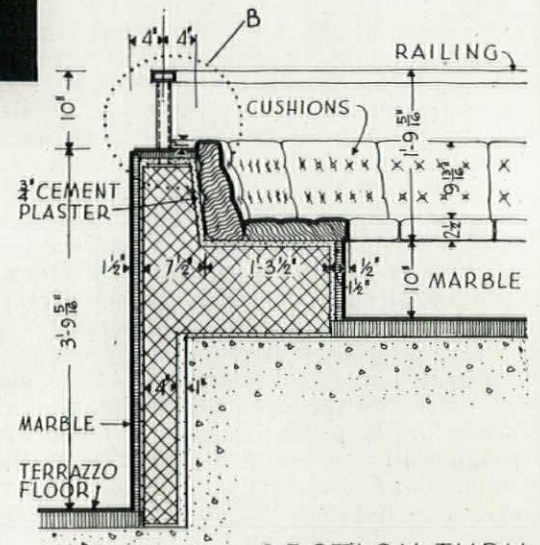 B
4" 4"
RAILING
10"
CUSHIONS
1'-9 5/16"
9 13/16"
3/4" CEMENT
PLASTER
2 1/2"
1 1/2" 7 1/2" 1'-3 1/2" 1/2"
1 1/2"
10"
MARBLE
3'-9 5/16"
4" 1"
MARBLE
TERRAZZO
FLOOR